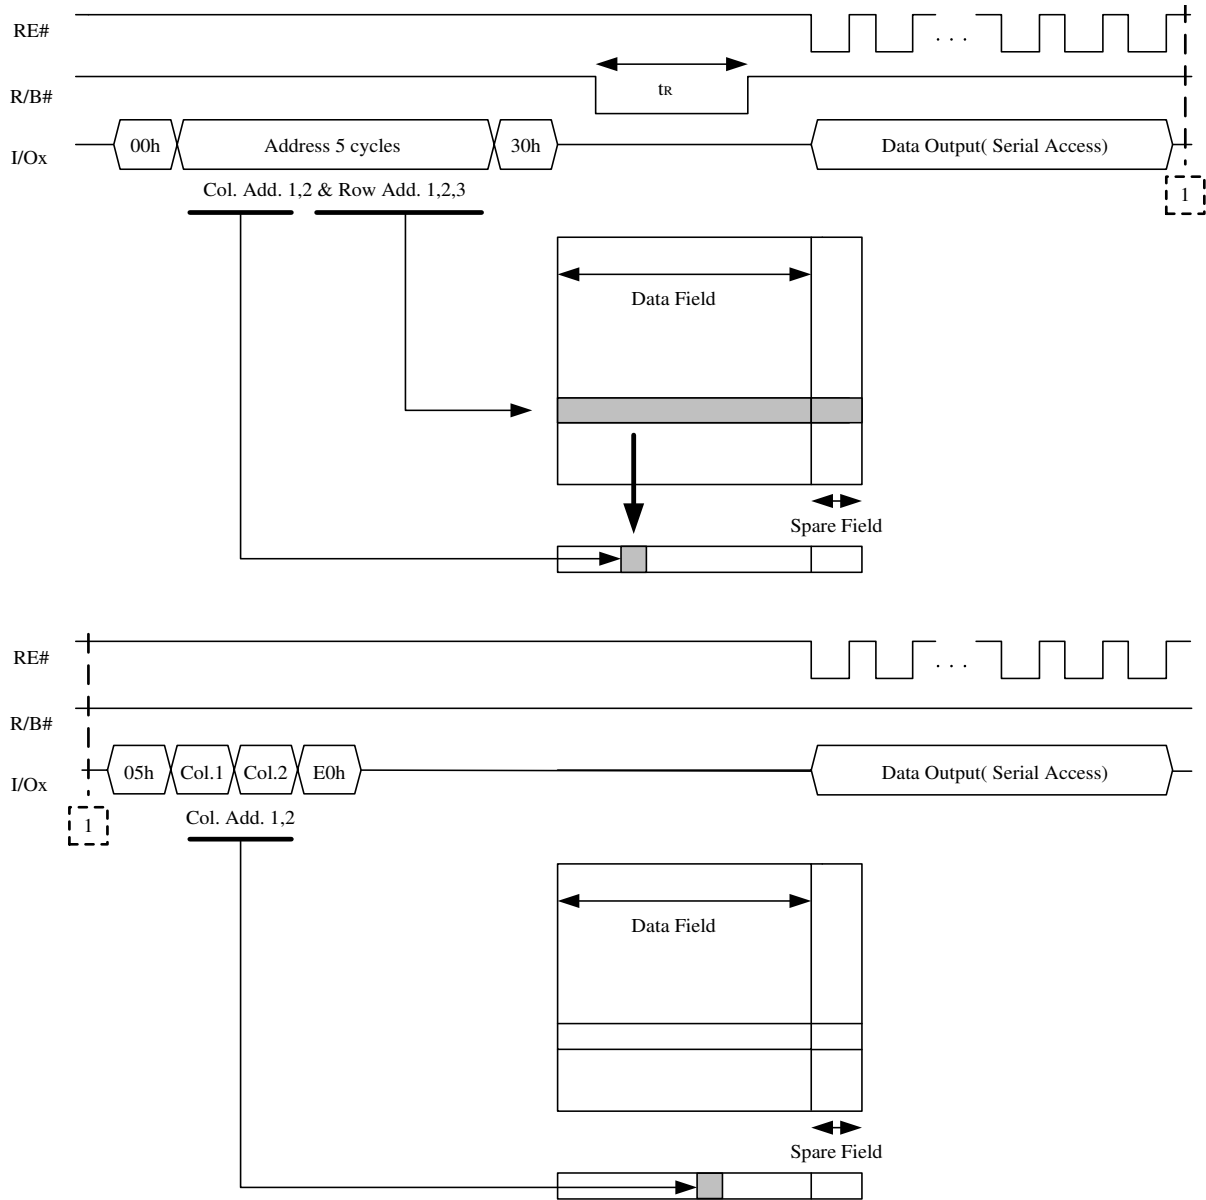 RE#
. . .
R/B#
tR
I/Ox
00h
Address 5 cycles
30h
Data Output( Serial Access)
Col. Add. 1,2 & Row Add. 1,2,3
1
Data Field
Spare Field
RE#
. . .
R/B#
I/Ox
05h
Col.1
Col.2
E0h
Data Output( Serial Access)
1
Col. Add. 1,2
Data Field
Spare Field